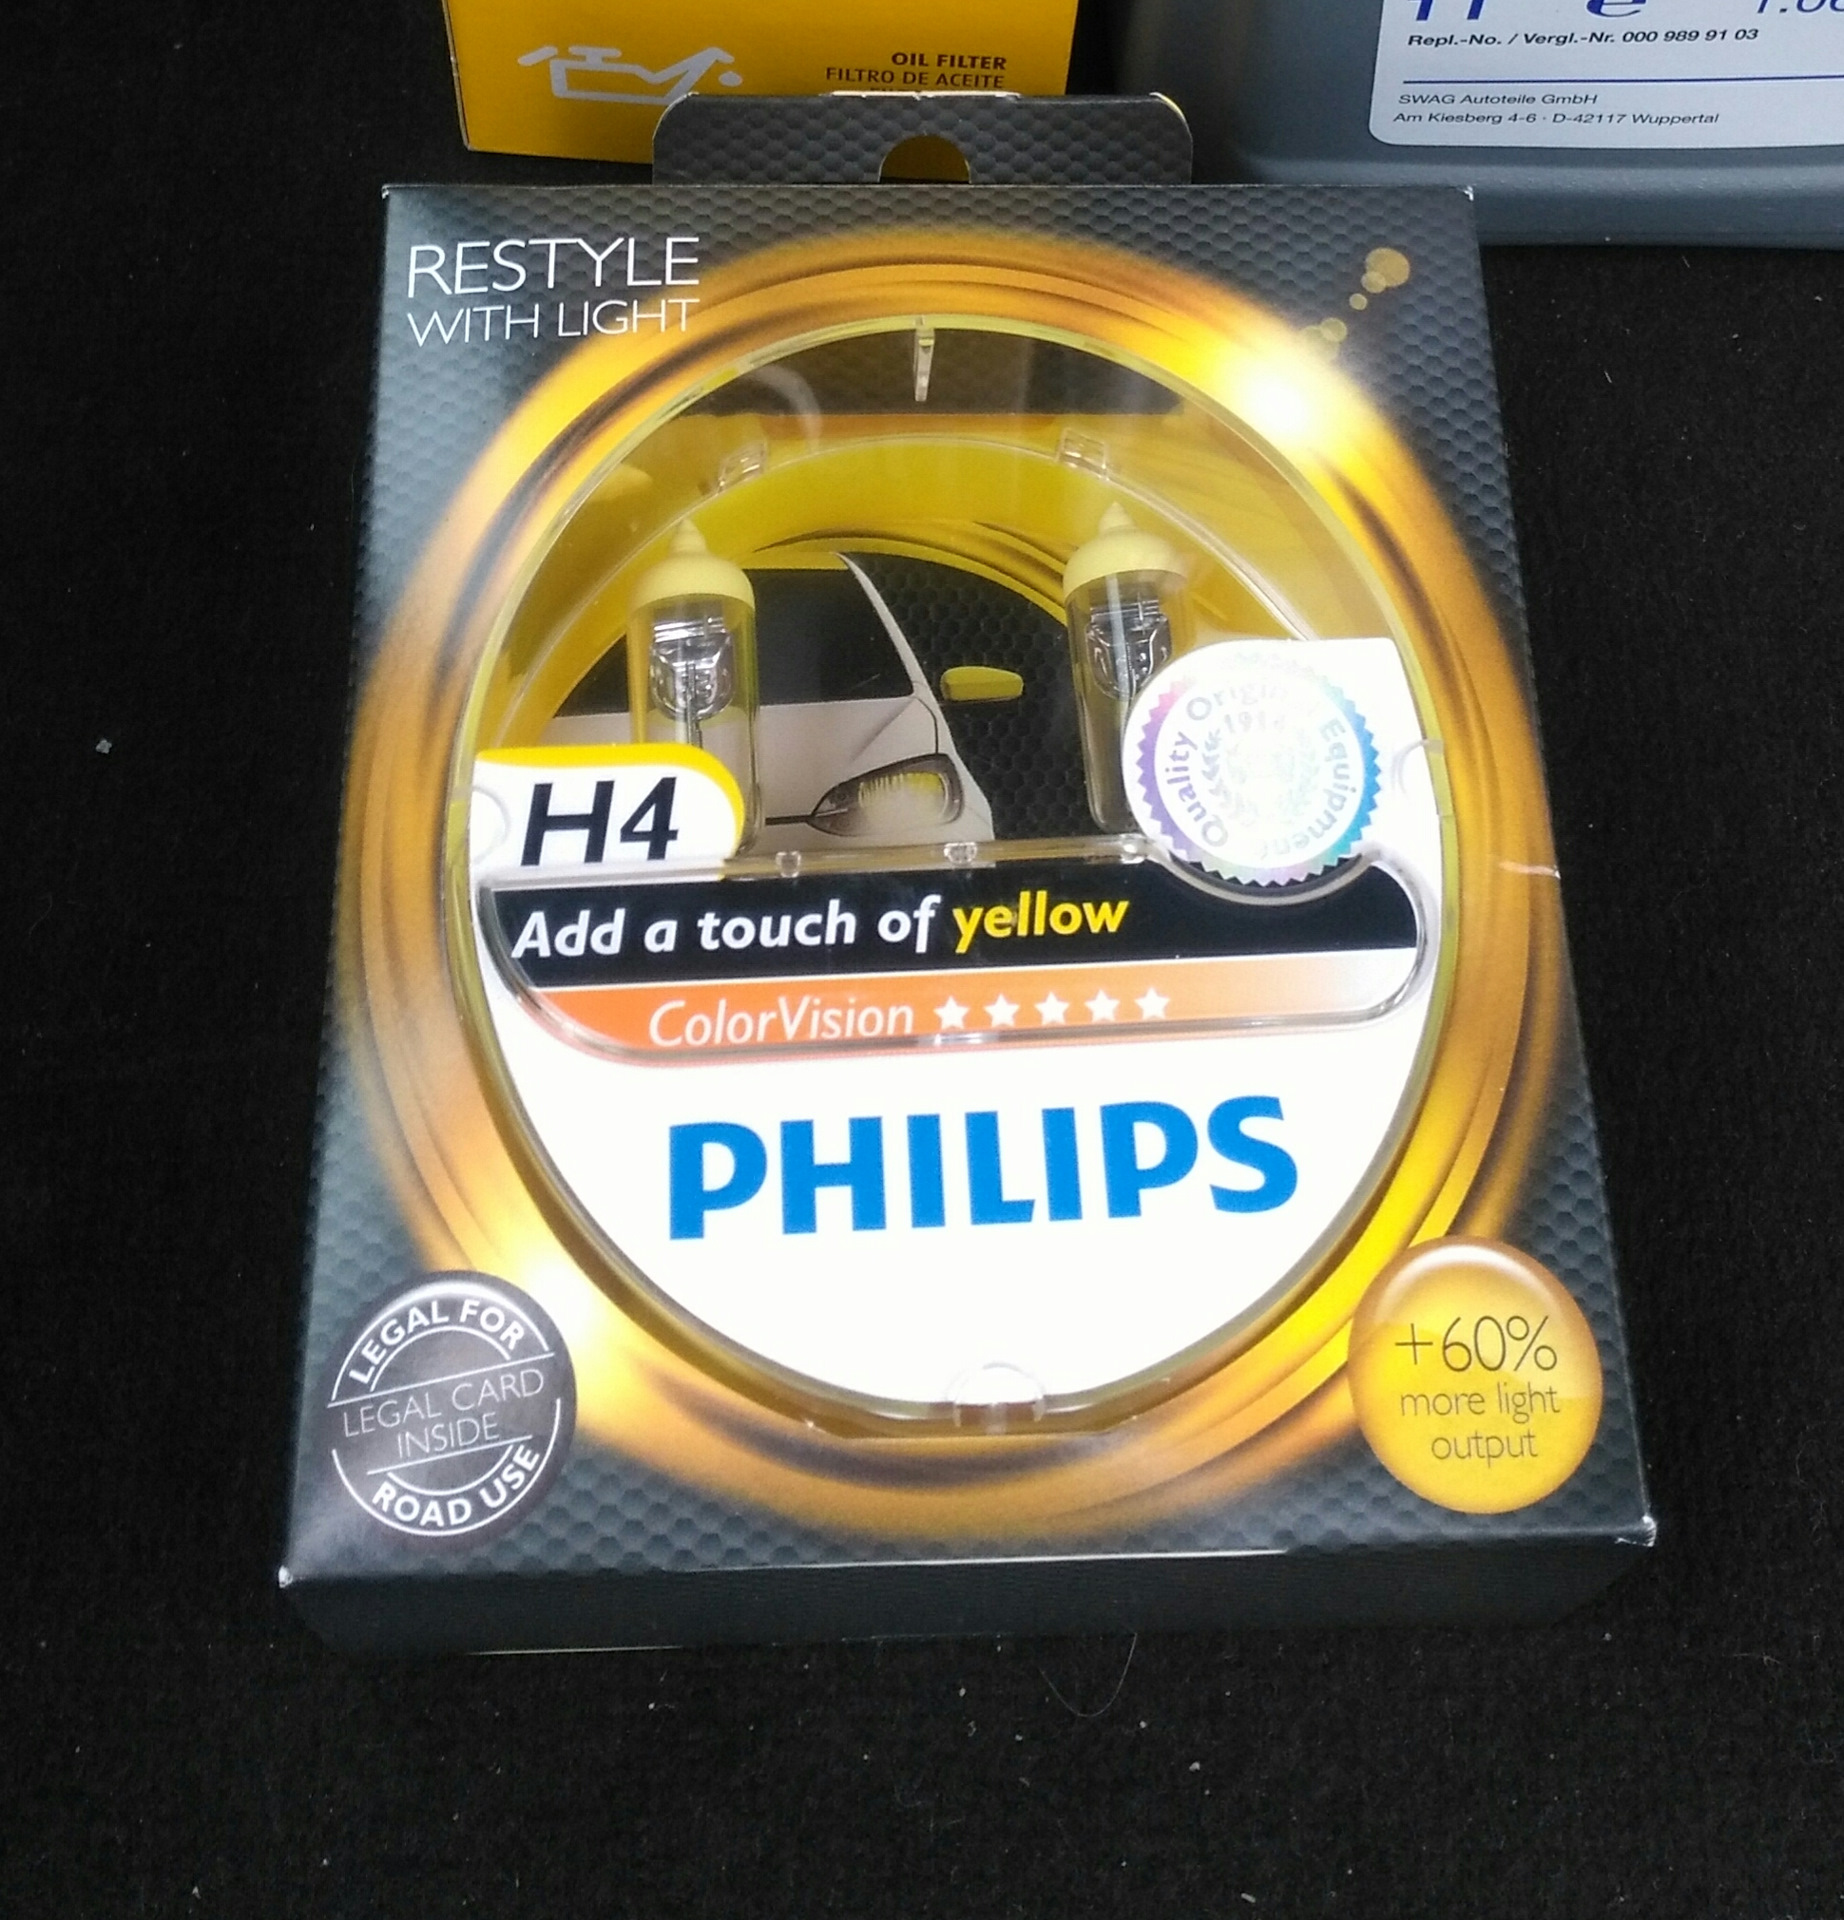 OIL FILTER
FILTRO DE ACEITE
Repl.-No. / Vergl.-Nr. 000 989 91 03
SWAG Autoteile GmbH
Am Kiesberg 4-6 · D-42117 Wuppertal
RESTYLE
WITH LIGHT
H4
Quality Original Equipment
Add a touch of yellow
ColorVision ★★★★★
PHILIPS
LEGAL FOR
LEGAL CARD
INSIDE
ROAD USE
+60%
more light
output